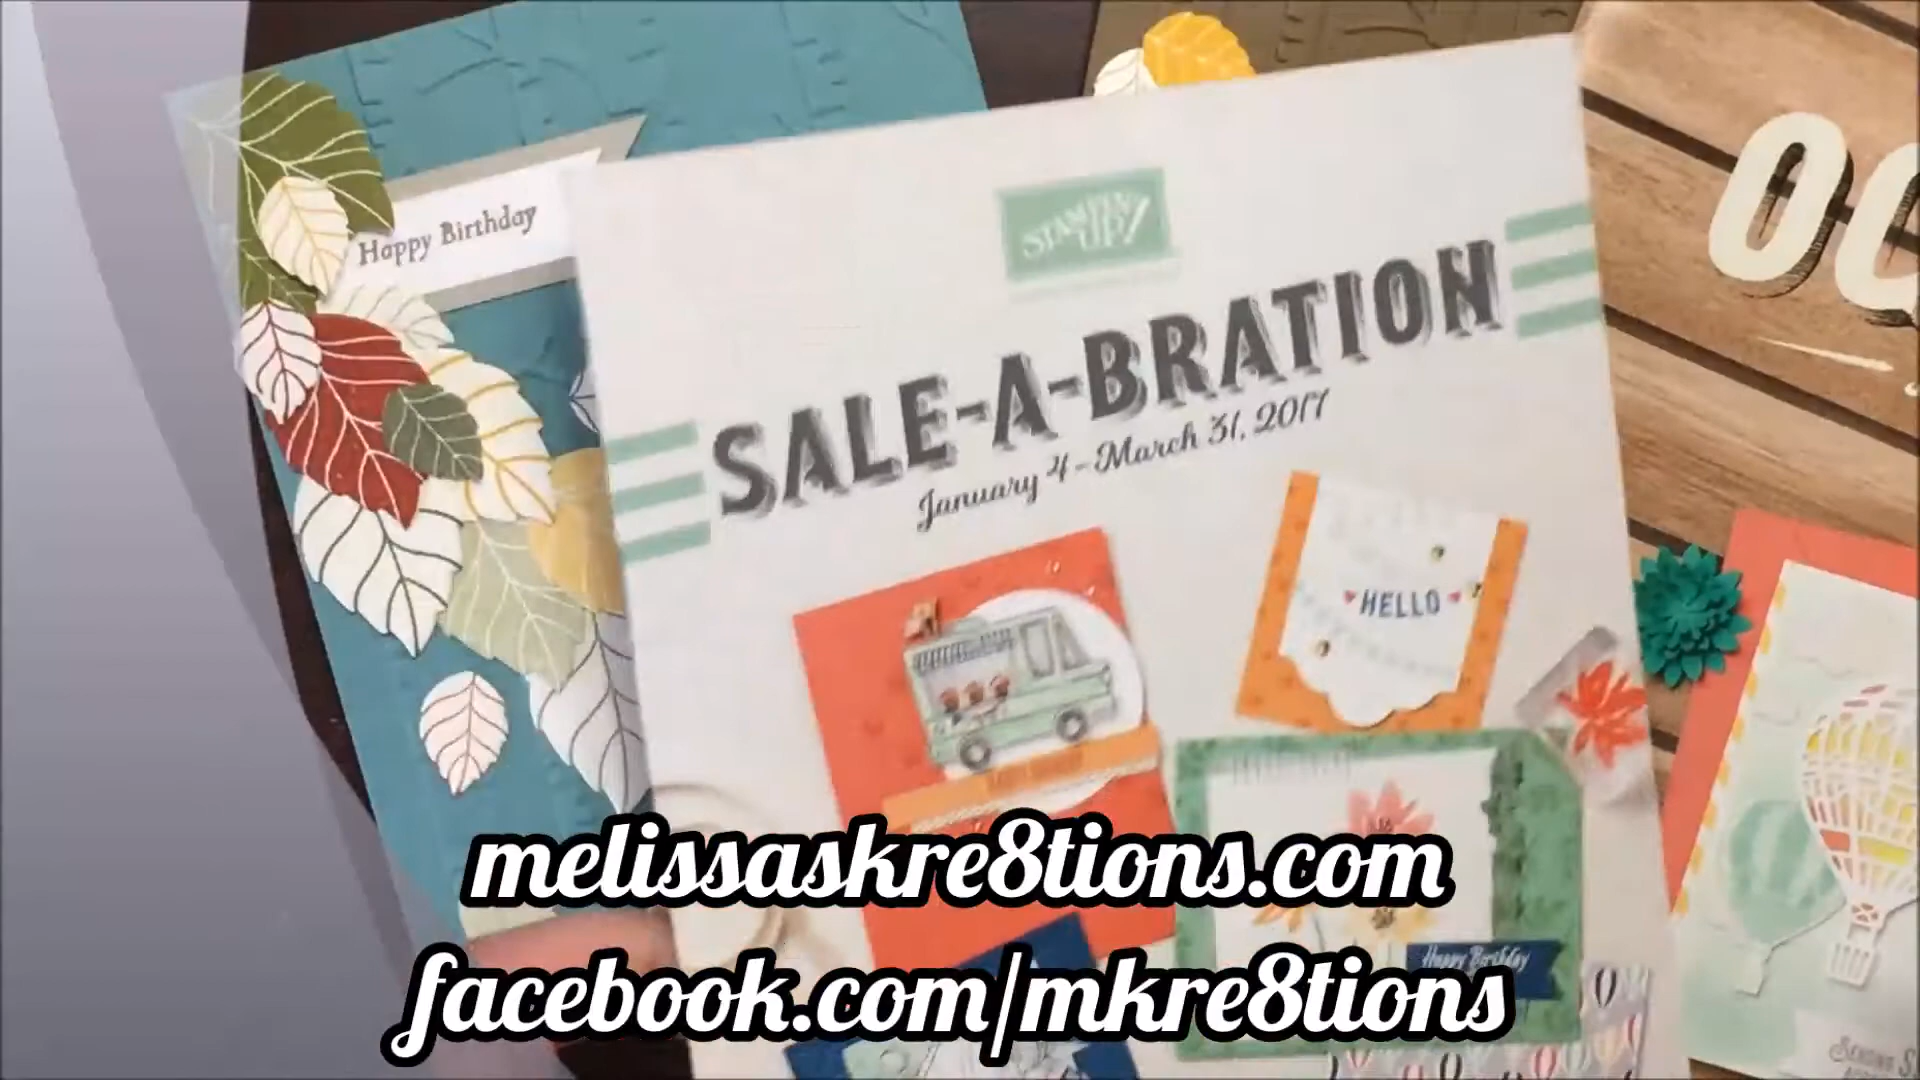 Happy Birthday
STAMPIN'
UP!
SALE-A-BRATION
January 4 - March 31, 2017
HELLO
Happy Birthday
melissaskre8tions.com
facebook.com/mkre8tions